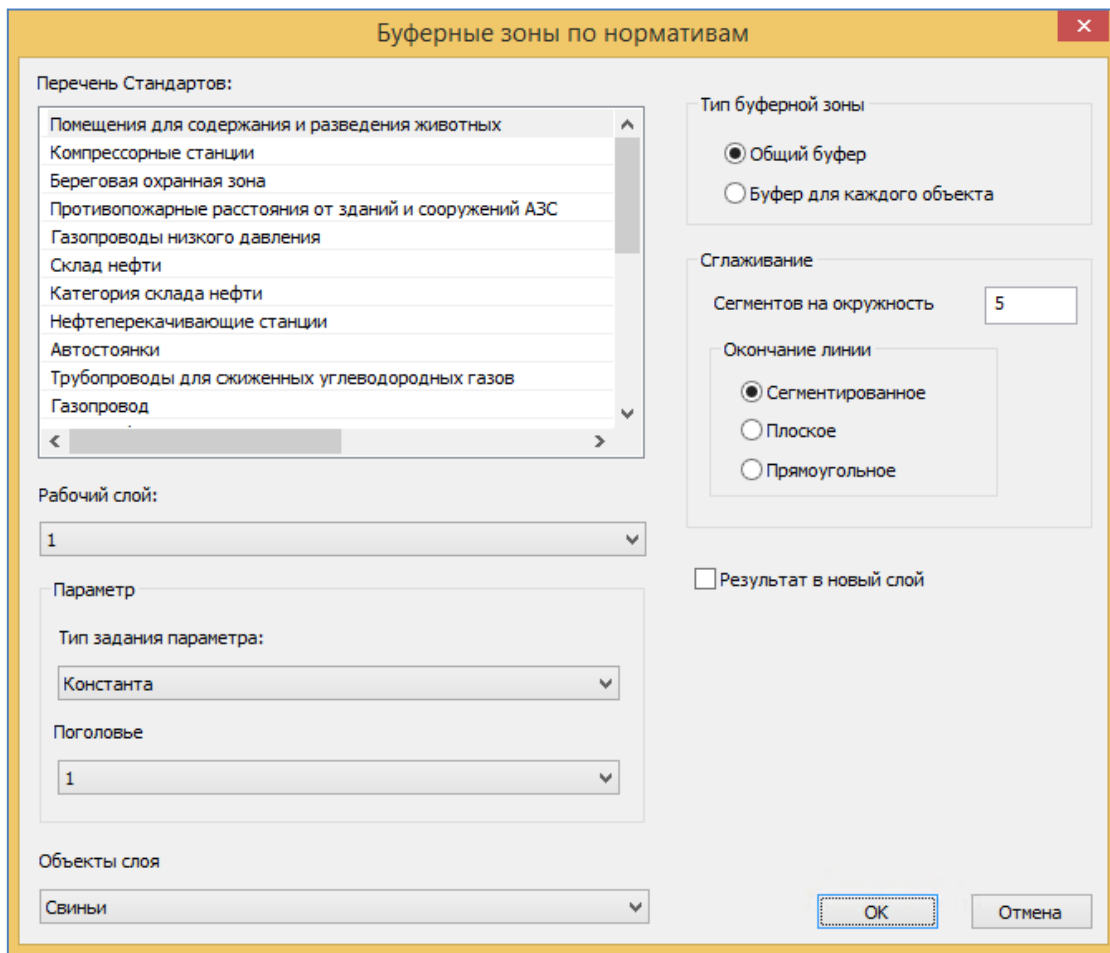 Буферные зоны по нормативам
Перечень Стандартов:
Помещения для содержания и разведения животных
Компрессорные станции
Береговая охранная зона
Противопожарные расстояния от зданий и сооружений АЗС
Газопроводы низкого давления
Склад нефти
Категория склада нефти
Нефтеперекачивающие станции
Автостоянки
Трубопроводы для сжиженных углеводородных газов
Газопровод
Рабочий слой:
1
Параметр
Тип задания параметра:
Константа
Поголовье
1
Объекты слоя
Свиньи
Тип буферной зоны
Общий буфер
Буфер для каждого объекта
Сглаживание
Сегментов на окружность 5
Окончание линии
Сегментированное
Плоское
Прямоугольное
Результат в новый слой
OK Отмена